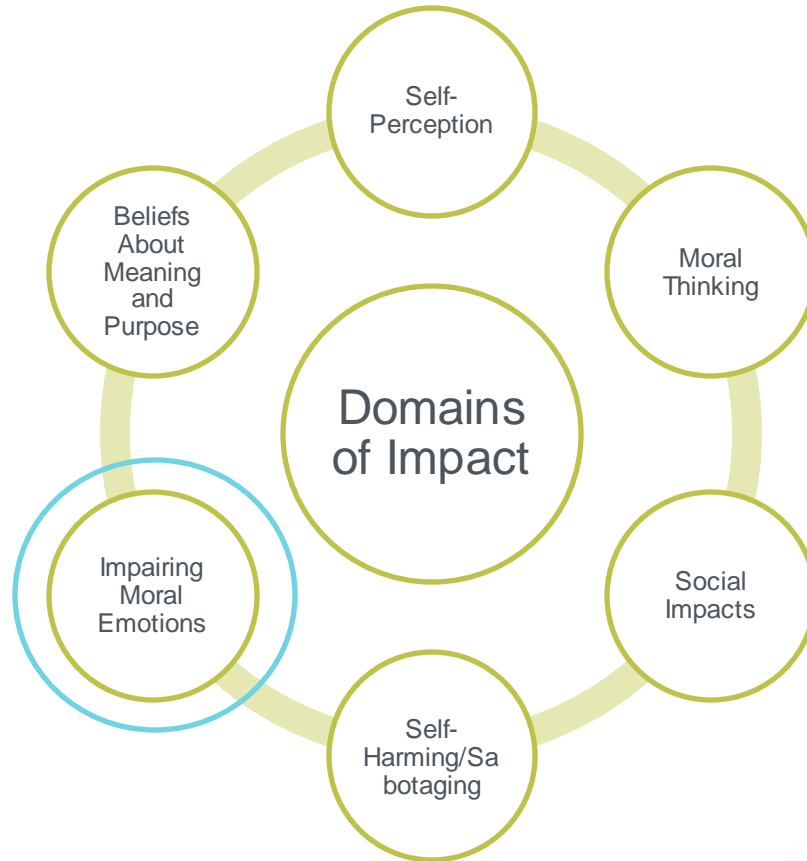 Self-
Perception
Beliefs
About
Meaning
and
Purpose
Moral
Thinking
Domains
of Impact
Impairing
Moral
Emotions
Social
Impacts
Self-
Harming/Sa
botaging